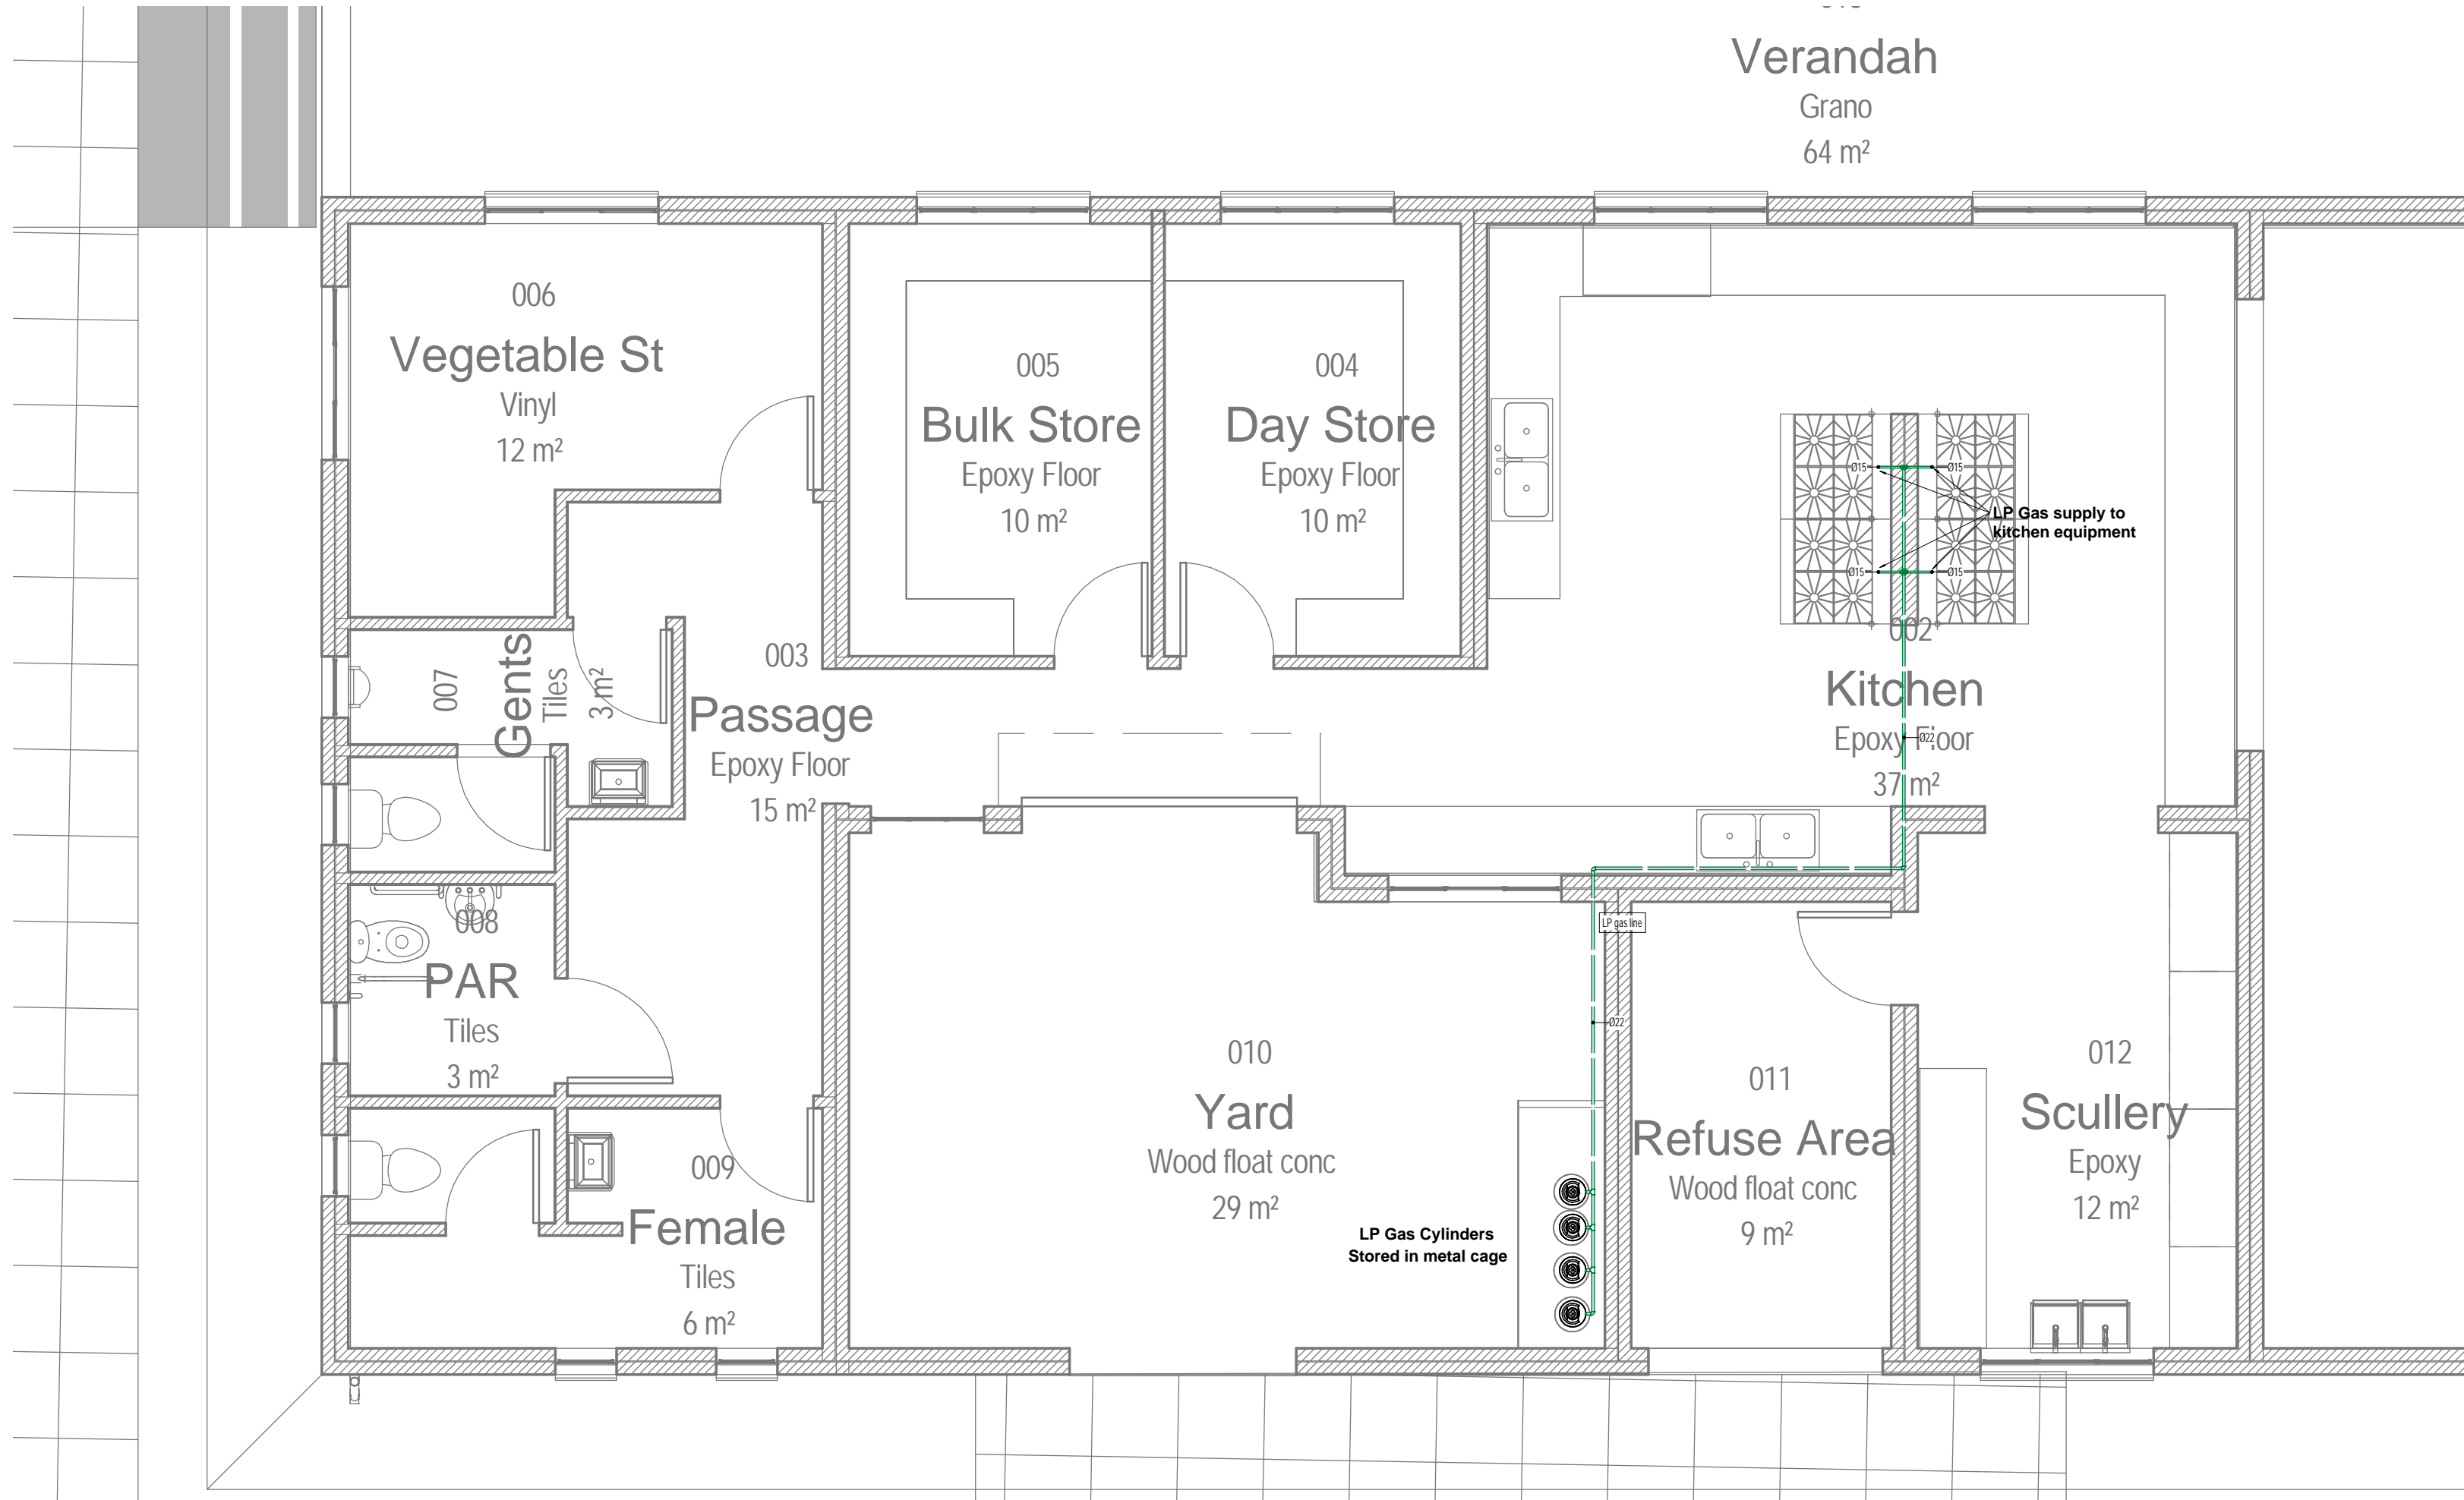 Verandah
Grano
64 m²
006
Vegetable St
Vinyl
12 m²
005
Bulk Store
Epoxy Floor
10 m²
004
Day Store
Epoxy Floor
10 m²
Ø15
Ø15
LP Gas supply to
kitchen equipment
Ø15
Ø15
002
Kitchen
Epoxy Floor
Ø22
37 m²
007
Gents
Tiles
3 m²
003
Passage
Epoxy Floor
15 m²
008
PAR
Tiles
3 m²
LP gas line
Ø22
009
Female
Tiles
6 m²
010
Yard
Wood float conc
29 m²
LP Gas Cylinders
Stored in metal cage
011
Refuse Area
Wood float conc
9 m²
012
Scullery
Epoxy
12 m²